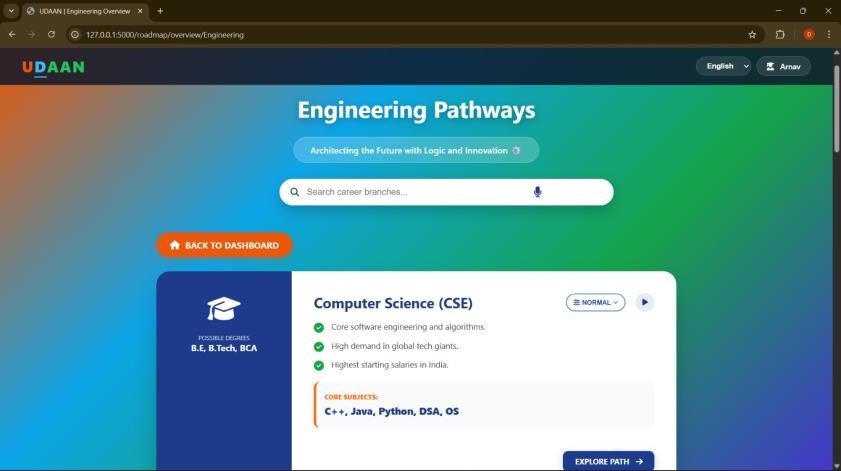 UDAAN | Engineering Overview
127.0.0.1:5000/roadmap/overview/Engineering
D
UDAAN
English
Arnav
Engineering Pathways
Architecting the Future with Logic and Innovation
Search career branches...
BACK TO DASHBOARD
POSSIBLE DEGREES
B.E, B.Tech, BCA
Computer Science (CSE)
NORMAL
Core software engineering and algorithms.
High demand in global tech giants.
Highest starting salaries in India.
CORE SUBJECTS:
C++, Java, Python, DSA, OS
EXPLORE PATH